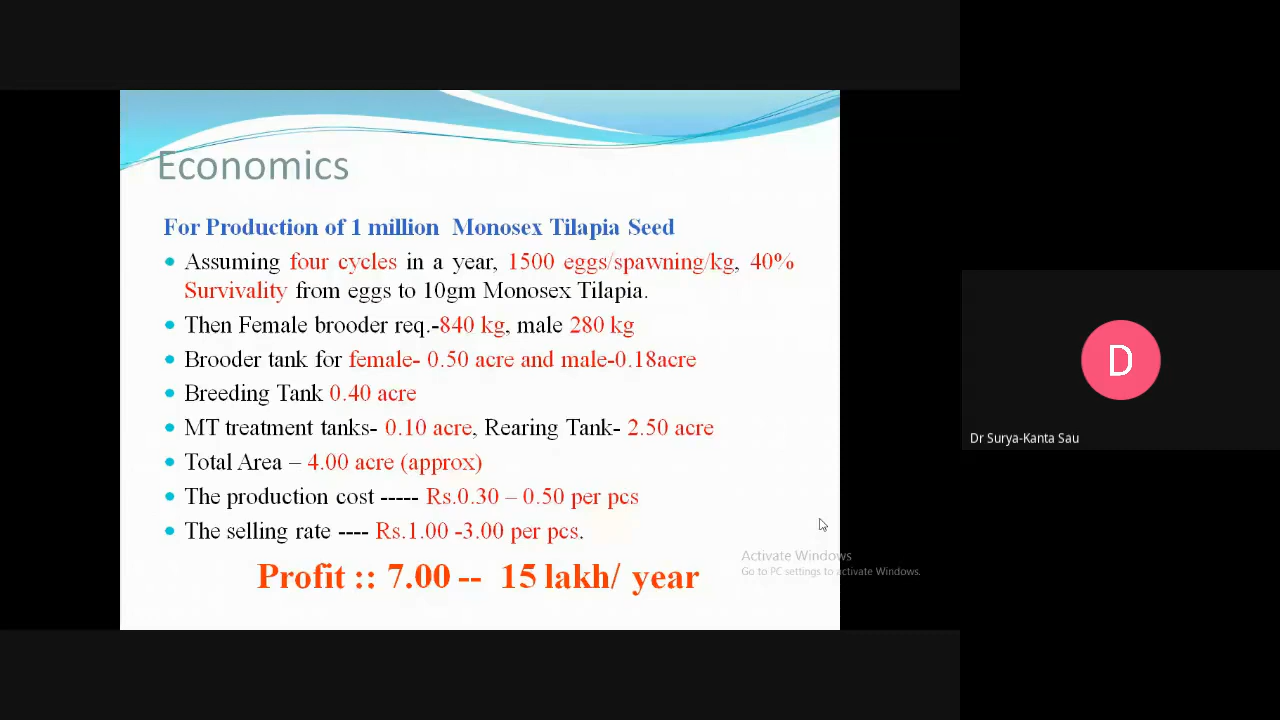 Economics
For Production of 1 million Monosex Tilapia Seed
Assuming four cycles in a year, 1500 eggs/spawning/kg, 40%
Survivality from eggs to 10gm Monosex Tilapia.
Then Female brooder req.-840 kg, male 280 kg
Brooder tank for female- 0.50 acre and male-0.18acre
Breeding Tank 0.40 acre
MT treatment tanks- 0.10 acre, Rearing Tank- 2.50 acre
Total Area – 4.00 acre (approx)
The production cost ----- Rs.0.30 – 0.50 per pcs
The selling rate ---- Rs.1.00 -3.00 per pcs.
Profit :: 7.00 -- 15 lakh/ year
Activate Windows
Go to PC settings to activate Windows.
D
Dr Surya-Kanta Sau